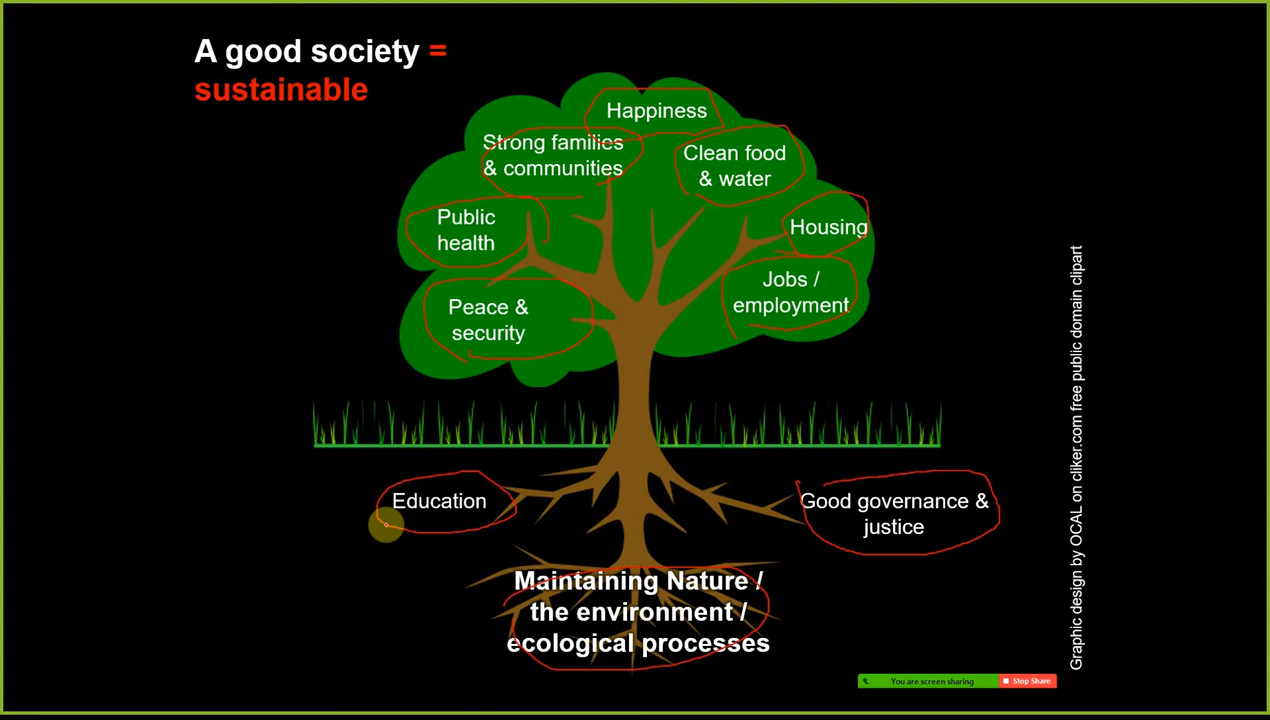 A good society =
sustainable
Happiness
Strong families
& communities
Clean food
& water
Public
health
Housing
Jobs /
employment
Peace &
security
Education
Good governance &
justice
Maintaining Nature /
the environment /
ecological processes
Graphic design by OCAL on cliker.com free public domain clipart
You are screen sharing
Stop Share